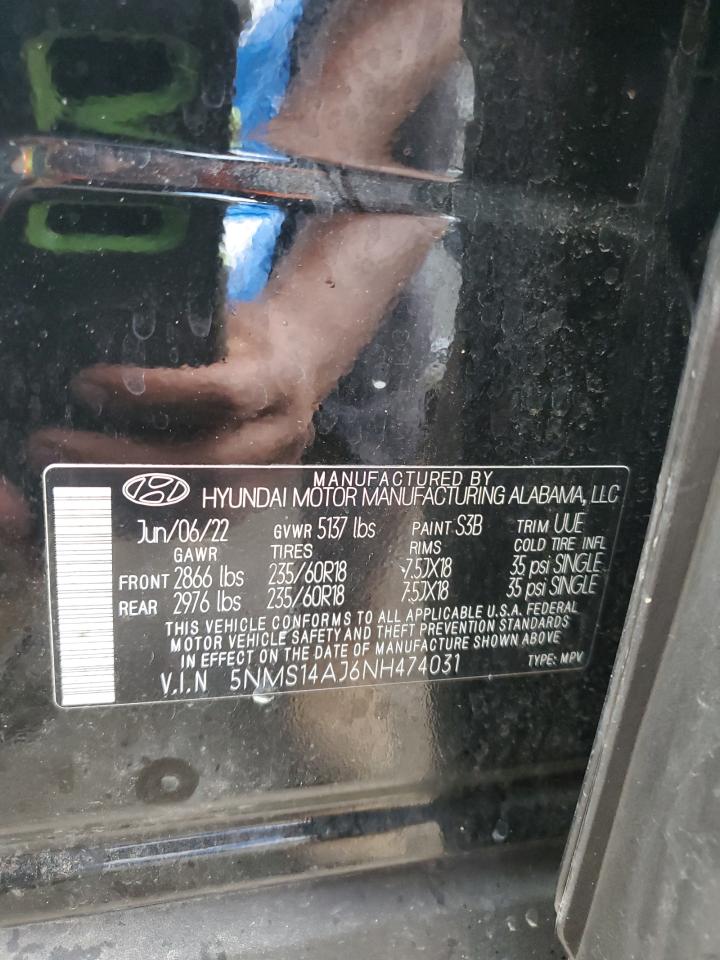 MANUFACTURED BY
HYUNDAI MOTOR MANUFACTURING ALABAMA, LLC
Jun/06/22 GVWR 5137 lbs PAINT S3B TRIM UUE
GAWR TIRES RIMS COLD TIRE INFL
FRONT 2866 lbs 235/60R18 7.5JX18 35 psi SINGLE
REAR 2976 lbs 235/60R18 7.5JX18 35 psi SINGLE
THIS VEHICLE CONFORMS TO ALL APPLICABLE U.S.A. FEDERAL
MOTOR VEHICLE SAFETY AND THEFT PREVENTION STANDARDS
IN EFFECT ON THE DATE OF MANUFACTURE SHOWN ABOVE
V.I.N 5NMS14AJ6NH474031 TYPE: MPV